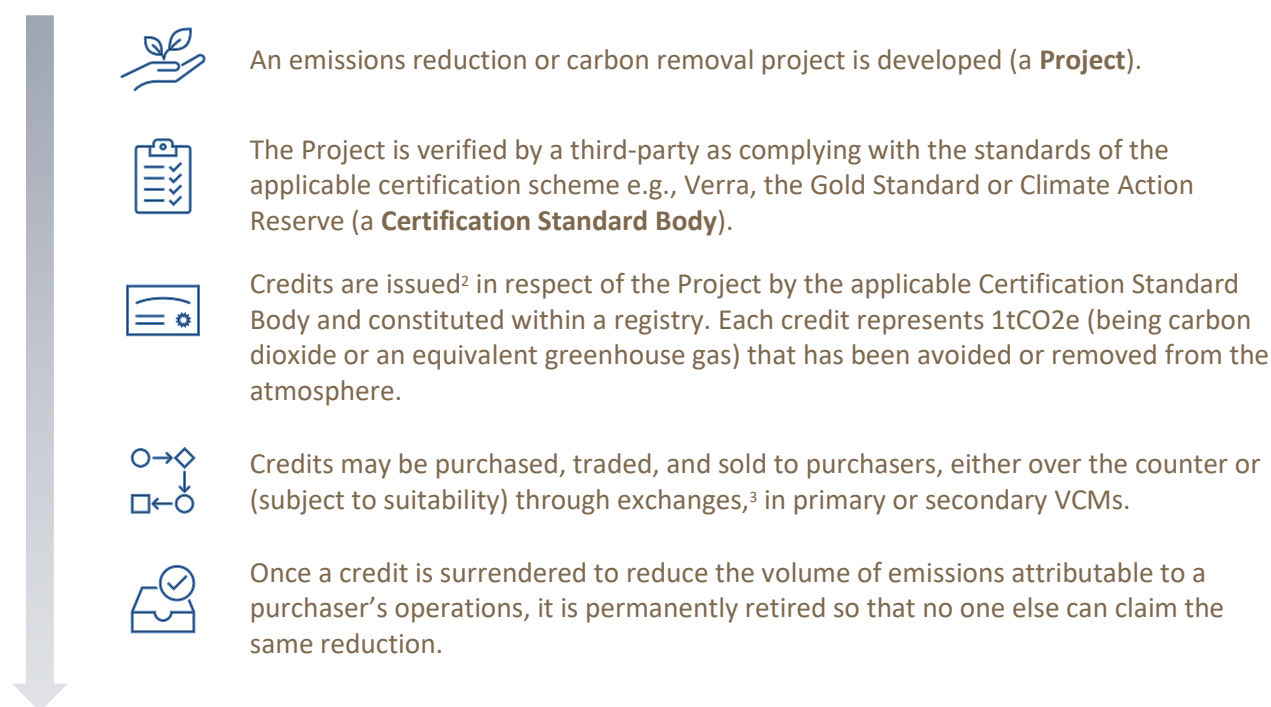 An emissions reduction or carbon removal project is developed (a Project).
The Project is verified by a third-party as complying with the standards of the
applicable certification scheme e.g., Verra, the Gold Standard or Climate Action
Reserve (a Certification Standard Body).
Credits are issued² in respect of the Project by the applicable Certification Standard
Body and constituted within a registry. Each credit represents 1tCO2e (being carbon
dioxide or an equivalent greenhouse gas) that has been avoided or removed from the
atmosphere.
Credits may be purchased, traded, and sold to purchasers, either over the counter or
(subject to suitability) through exchanges,³ in primary or secondary VCMs.
Once a credit is surrendered to reduce the volume of emissions attributable to a
purchaser’s operations, it is permanently retired so that no one else can claim the
same reduction.